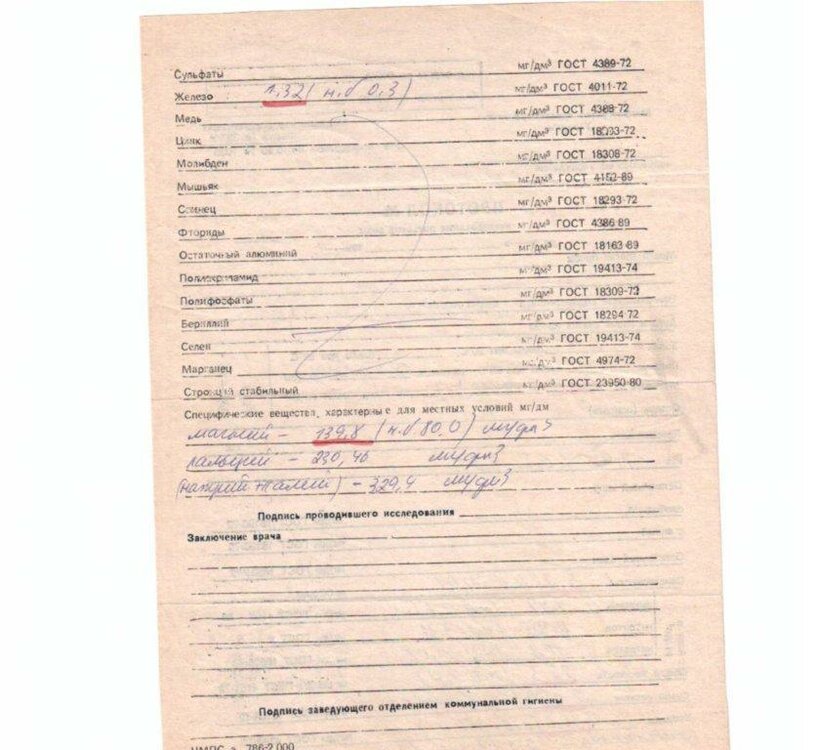 Сульфаты мг/дм³ ГОСТ 4389-72
Железо 1,32 (н.б 0,3) мг/дм³ ГОСТ 4011-72
Медь мг/дм³ ГОСТ 4388-72
Цинк мг/дм³ ГОСТ 18293-72
Молибден мг/дм³ ГОСТ 18308-72
Мышьяк мг/дм³ ГОСТ 4152-89
Свинец мг/дм³ ГОСТ 18293-72
Фториды мг/дм³ ГОСТ 4386-89
Остаточный алюминий мг/дм³ ГОСТ 18163-89
Полиакриламид мг/дм³ ГОСТ 19413-74
Полифосфаты мг/дм³ ГОСТ 18309-72
Бериллий мг/дм³ ГОСТ 18294-72
Селен мг/дм³ ГОСТ 19413-74
Марганец мг/дм³ ГОСТ 4974-72
Стронций стабильный мг/дм³ ГОСТ 23950-80
Специфические вещества, характерные для местных условий мг/дм
магний – 139,8 (н.б 80,0) мг/дм3
кальций – 230,46 мг/дм3
(натрий + калий) – 329,4 мг/дм3
Подпись проводившего исследования
Заключение врача
Подпись заведующего отделением коммунальной гигиены
786-2 000